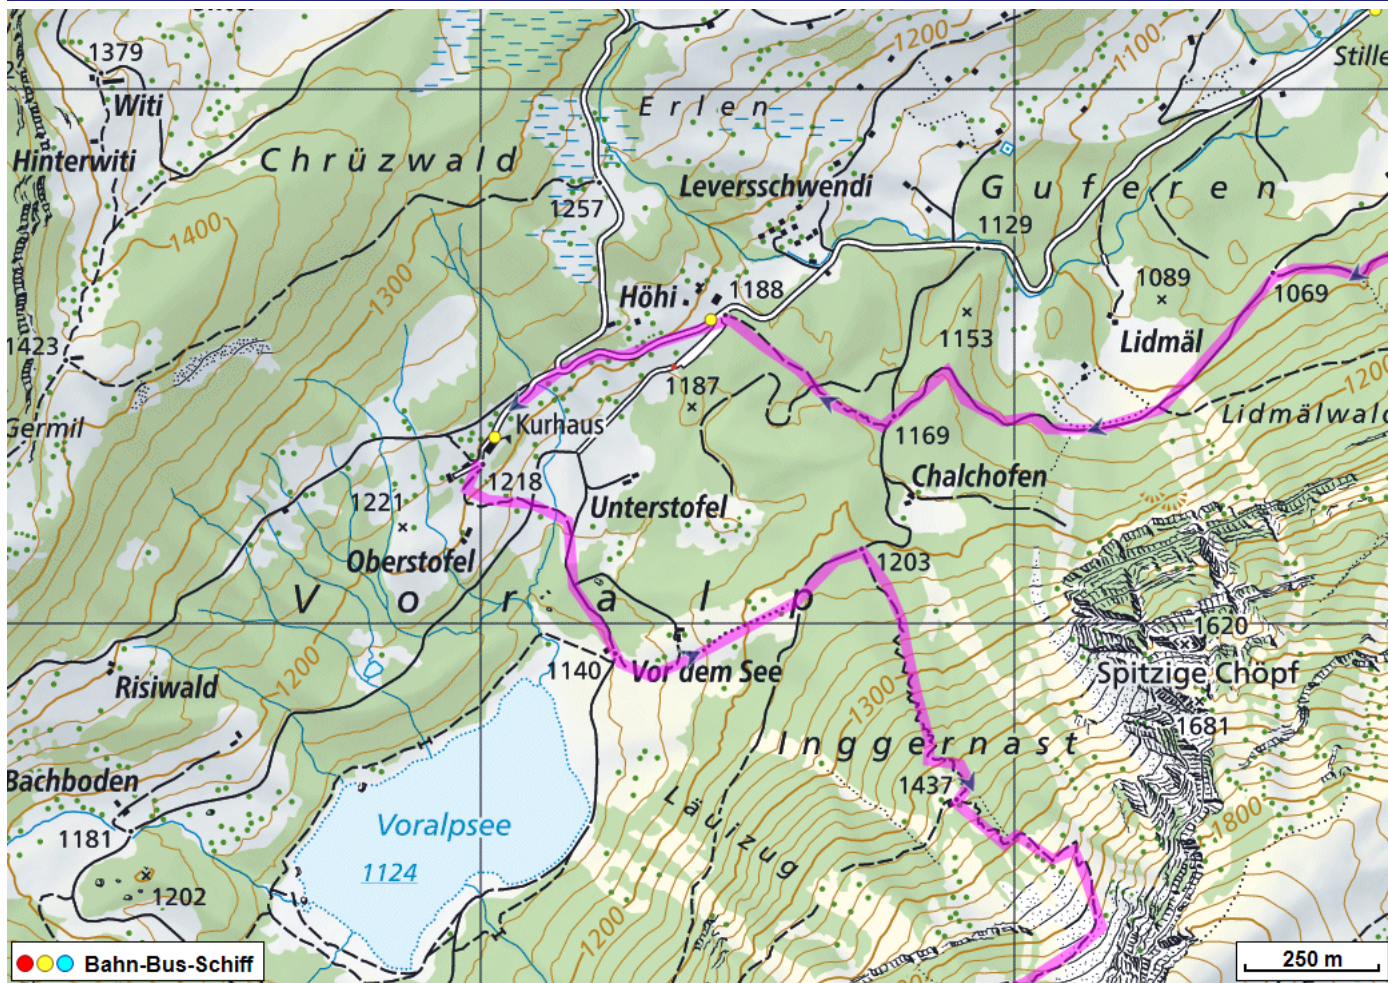 1379
1200
1100
Stille
Witi
Erlen
Hinterwiti
Chrüzwald
Leversschwendi
Guferen
1257
1129
1400
1300
Höhi
1188
1089
1069
1153
Lidmäl
1423
1187
1200
Germil
Kurhaus
1169
Lidmälwald
1218
Chalchofen
1221
Unterstofel
Oberstofel
1203
Voralp
1620
1140
Vor dem See
Spitzige Chöpf
1200
Risiwald
1300
1681
Inggernast
Bachboden
1437
Läuizug
1800
Voralpsee
1181
1124
1202
1200
Bahn-Bus-Schiff
250 m